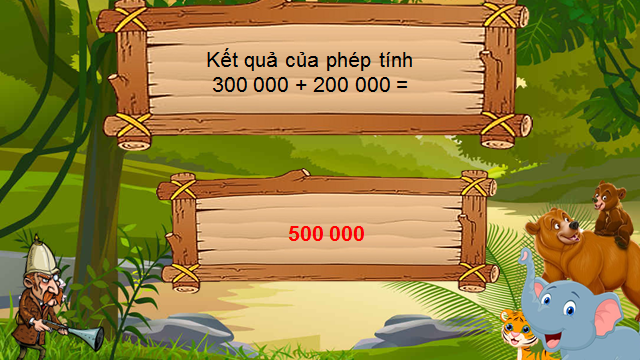 Kết quả của phép tính
300 000 + 200 000 =
500 000